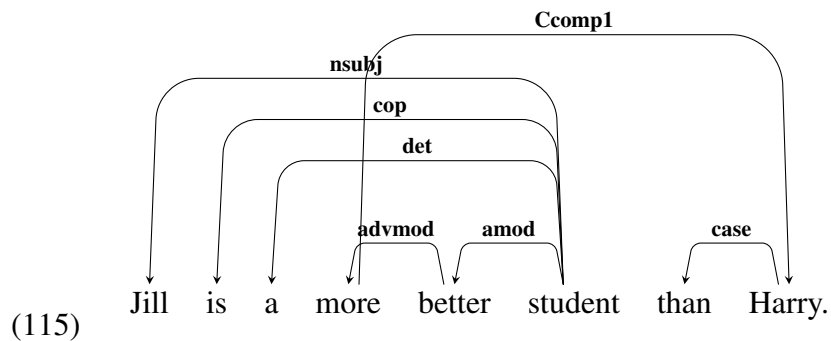 Ccomp1
nsubj
cop
det
advmod amod case
(115) Jill is a more better student than Harry.